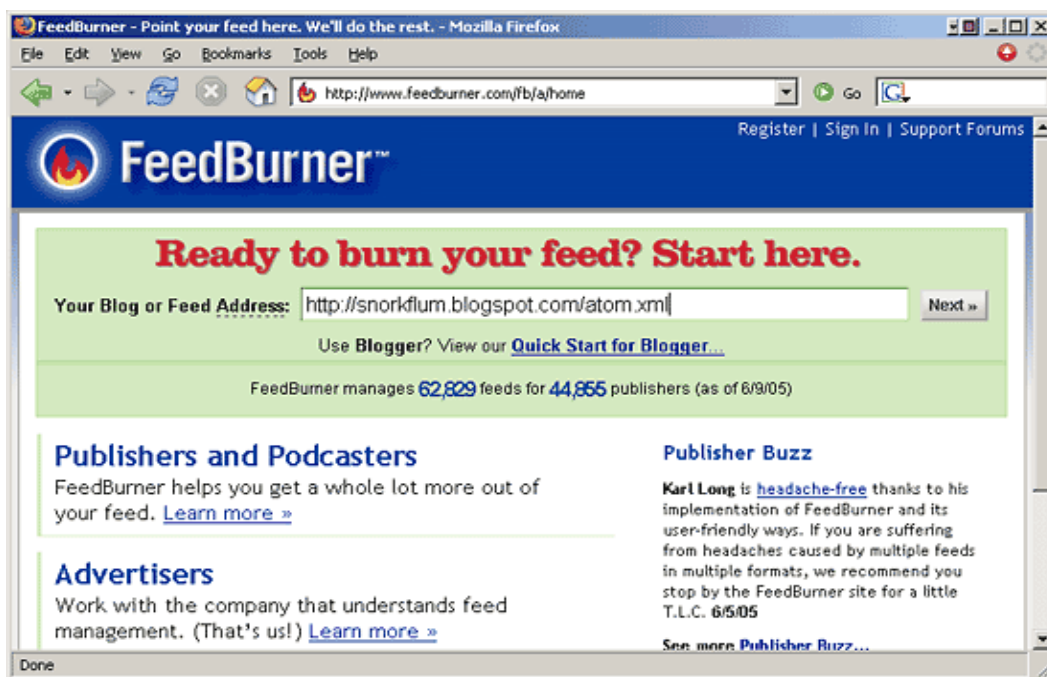 FeedBurner - Point your feed here. We'll do the rest. - Mozilla Firefox
File Edit View Go Bookmarks Tools Help
http://www.feedburner.com/fb/a/home Go G
Register | Sign In | Support Forums
FeedBurner™
Ready to burn your feed? Start here.
Your Blog or Feed Address: http://snorkflum.blogspot.com/atom.xml Next »
Use Blogger? View our Quick Start for Blogger...
FeedBurner manages 62,829 feeds for 44,855 publishers (as of 6/9/05)
Publishers and Podcasters
FeedBurner helps you get a whole lot more out of
your feed. Learn more »
Advertisers
Work with the company that understands feed
management. (That's us!) Learn more »
Publisher Buzz
Karl Long is headache-free thanks to his
implementation of FeedBurner and its
user-friendly ways. If you are suffering
from headaches caused by multiple feeds
in multiple formats, we recommend you
stop by the FeedBurner site for a little
T.L.C. 6/5/05
See more Publisher Buzz...
Done